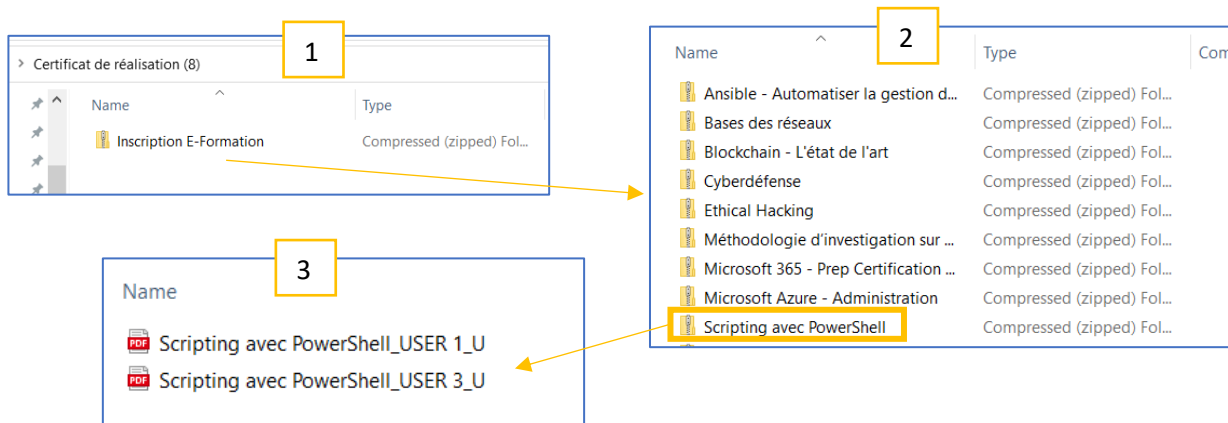 1
Certificat de réalisation (8)
Name Type
Inscription E-Formation Compressed (zipped) Fol...
2
Name Type Com
Ansible - Automatiser la gestion d... Compressed (zipped) Fol...
Bases des réseaux Compressed (zipped) Fol...
Blockchain - L'état de l'art Compressed (zipped) Fol...
Cyberdéfense Compressed (zipped) Fol...
Ethical Hacking Compressed (zipped) Fol...
Méthodologie d'investigation sur ... Compressed (zipped) Fol...
Microsoft 365 - Prep Certification ... Compressed (zipped) Fol...
Microsoft Azure - Administration Compressed (zipped) Fol...
Scripting avec PowerShell Compressed (zipped) Fol...
3
Name
PDF Scripting avec PowerShell_USER 1_U
PDF Scripting avec PowerShell_USER 3_U